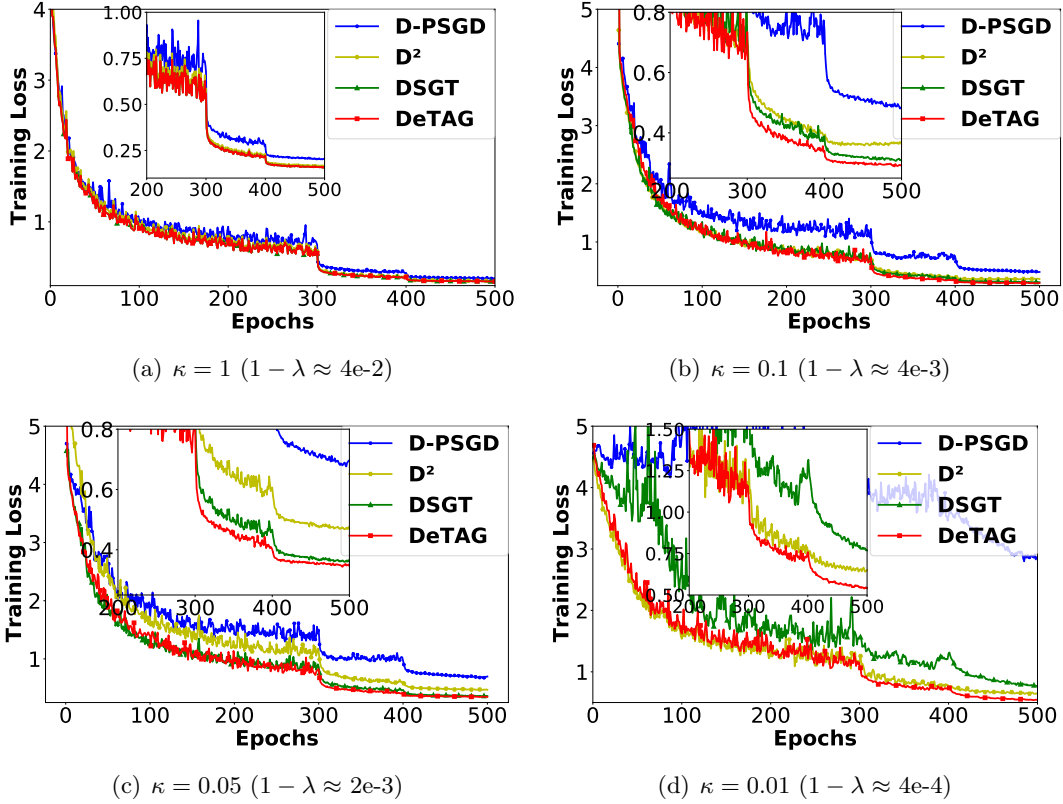 4
3
2
1
Training Loss
1.00
0.75
0.50
0.25
200
300
400
500
D-PSGD
D²
DSGT
DeTAG
0
100
200
300
400
500
Epochs
(a) κ = 1 (1 − λ ≈ 4e-2)
5
4
3
2
1
Training Loss
0.8
0.6
0.4
200
300
400
500
D-PSGD
D²
DSGT
DeTAG
0
100
200
300
400
500
Epochs
(b) κ = 0.1 (1 − λ ≈ 4e-3)
5
4
3
2
1
Training Loss
0.8
0.6
0.4
200
300
400
500
D-PSGD
D²
DSGT
DeTAG
0
100
200
300
400
500
Epochs
(c) κ = 0.05 (1 − λ ≈ 2e-3)
5
4
3
2
1
Training Loss
1.50
1.25
1.00
0.75
0.50
200
300
400
500
D-PSGD
D²
DSGT
DeTAG
0
100
200
300
400
500
Epochs
(d) κ = 0.01 (1 − λ ≈ 4e-4)